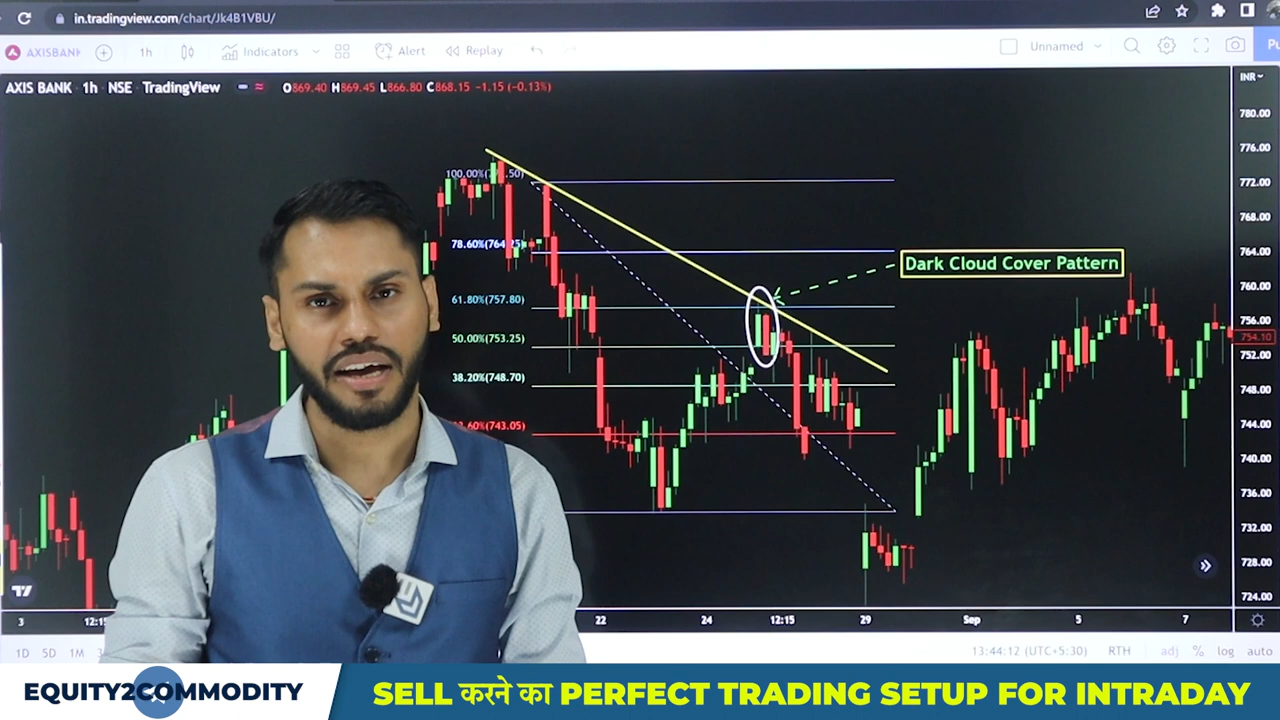 in.tradingview.com/chart/Jk4B1VBU/
AXISBANK
1h
Indicators
Alert
Replay
Unnamed
AXIS BANK 1h NSE TradingView O869.40 H869.45 L866.80 C868.15 -1.15 (-0.13%)
INR
780.00
776.00
772.00
768.00
764.00
760.00
756.00
754.10
752.00
748.00
744.00
740.00
736.00
732.00
728.00
724.00
78.60%(764.25)
61.80%(757.80)
50.00%(753.25)
38.20%(748.70)
Dark Cloud Cover Pattern
3 12:15 22 24 12:15 29 Sep 5 7
1D 5D 1M
13:44:12 (UTC+5:30) RTH adj % log auto
EQUITY2COMMODITY
SELL करने का PERFECT TRADING SETUP FOR INTRADAY